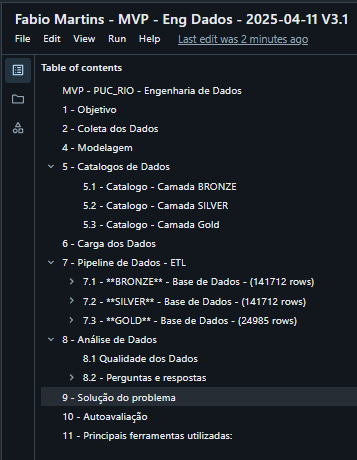 Fabio Martins - MVP - Eng Dados - 2025-04-11 V3.1
File Edit View Run Help Last edit was 2 minutes ago
Table of contents
MVP - PUC_RIO - Engenharia de Dados
1 - Objetivo
2 - Coleta dos Dados
4 - Modelagem
5 - Catalogos de Dados
5.1 - Catalogo - Camada BRONZE
5.2 - Catalogo - Camada SILVER
5.3 - Catalogo - Camada Gold
6 - Carga dos Dados
7 - Pipeline de Dados - ETL
7.1 - **BRONZE** - Base de Dados - (141712 rows)
7.2 - **SILVER** - Base de Dados - (141712 rows)
7.3 - **GOLD** - Base de Dados - (24985 rows)
8 - Análise de Dados
8.1 Qualidade dos Dados
8.2 - Perguntas e respostas
9 - Solução do problema
10 - Autoavaliação
11 - Principais ferramentas utilizadas: